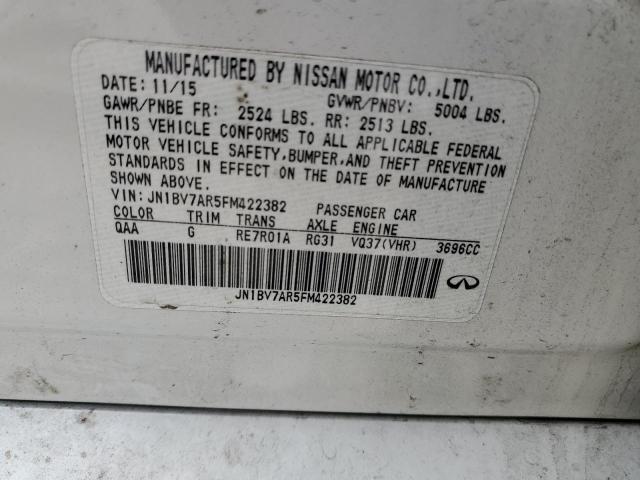 MANUFACTURED BY NISSAN MOTOR CO.,LTD.
DATE: 11/15 GVWR/PNBV: 5004 LBS.
GAWR/PNBE FR: 2524 LBS. RR: 2513 LBS.
THIS VEHICLE CONFORMS TO ALL APPLICABLE FEDERAL
MOTOR VEHICLE SAFETY,BUMPER,AND THEFT PREVENTION
STANDARDS IN EFFECT ON THE DATE OF MANUFACTURE
SHOWN ABOVE.
VIN: JN1BV7AR5FM422382 PASSENGER CAR
COLOR TRIM TRANS AXLE ENGINE
QAA G RE7R01A RG31 VQ37(VHR) 3696CC
JN1BV7AR5FM422382